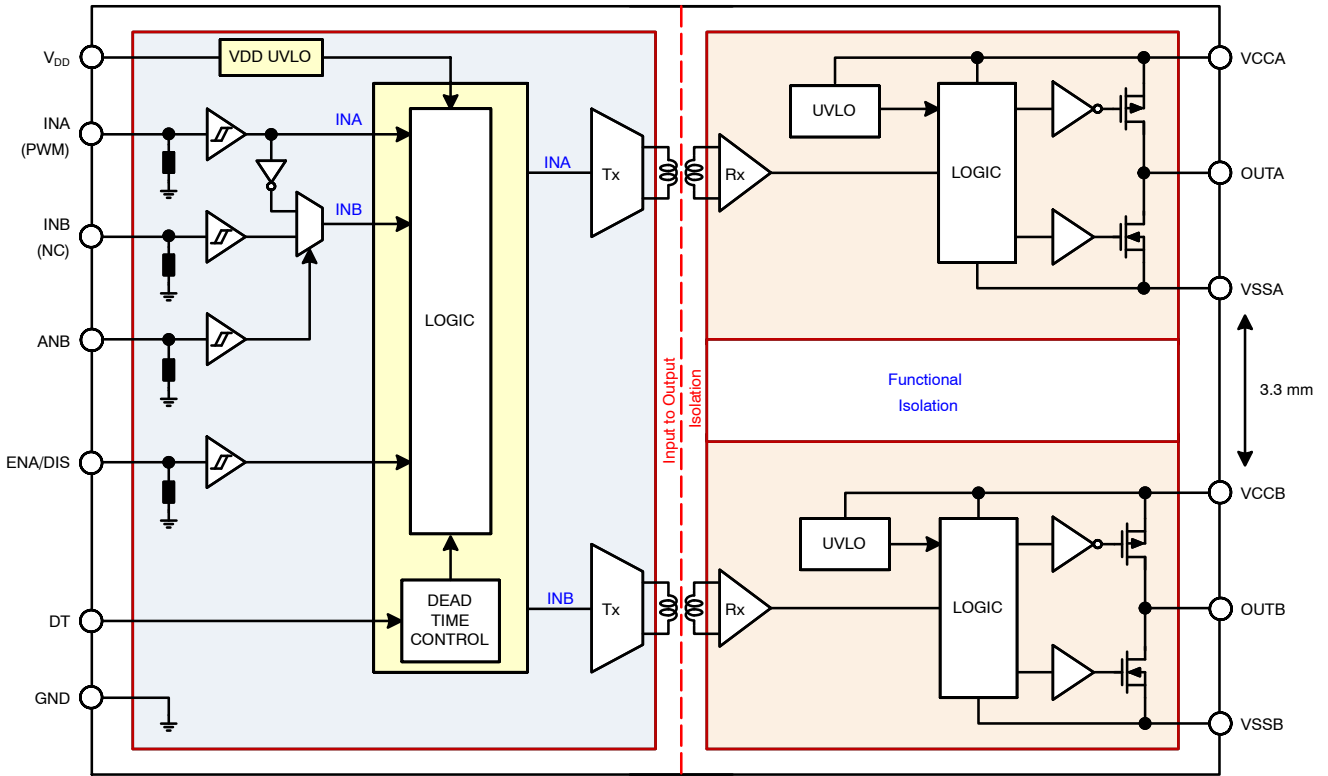 VDD
VDD UVLO
INA
(PWM)
INA
INB
(NC)
INB
ANB
ENA/DIS
DT
GND
LOGIC
DEAD
TIME
CONTROL
INA
Tx
INB
Tx
Input to Output
Isolation
Rx
UVLO
LOGIC
VCCA
OUTA
VSSA
Functional
Isolation
3.3 mm
Rx
UVLO
LOGIC
VCCB
OUTB
VSSB